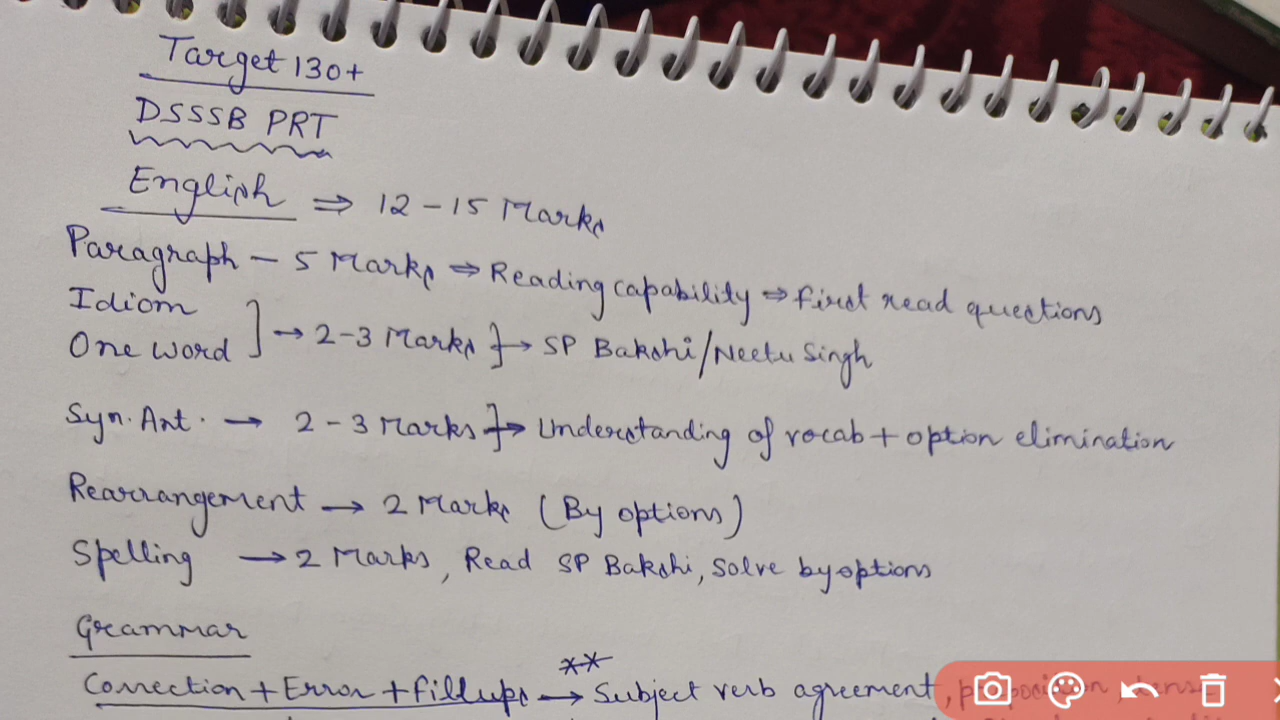 Target 130+
DSSSB PRT
English ⇒ 12-15 Marks
Paragraph - 5 Marks ⇒ Reading capability ⇒ first read questions
Idiom
One word ] → 2-3 Marks } → SP Bakshi/Neetu Singh
Syn. Ant. → 2-3 Marks } → Understanding of vocab + option elimination
Rearrangement → 2 Marks (By options)
Spelling → 2 Marks, Read SP Bakshi, Solve by options
Grammar
**
Correction + Error + fillups → Subject verb agreement, preposition, tense